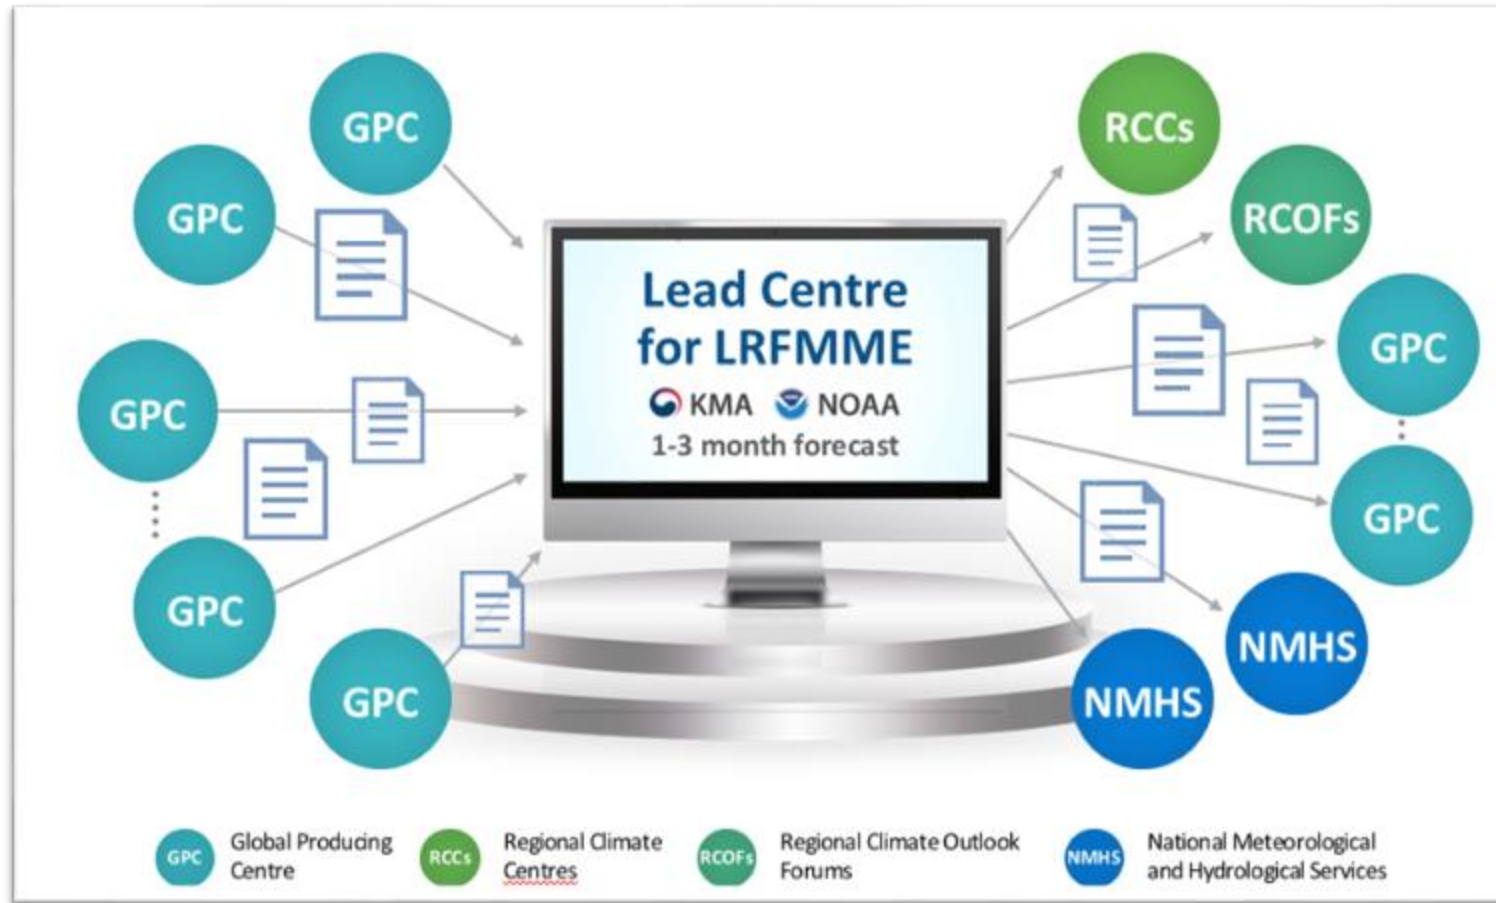 GPC
GPC
GPC
GPC
GPC
Lead Centre
for LRFMME
KMA NOAA
1-3 month forecast
RCCs
RCOFs
GPC
GPC
NMHS
NMHS
GPC
Global Producing
Centre
RCCs
Regional Climate
Centres
RCOFs
Regional Climate Outlook
Forums
NMHS
National Meteorological
and Hydrological Services